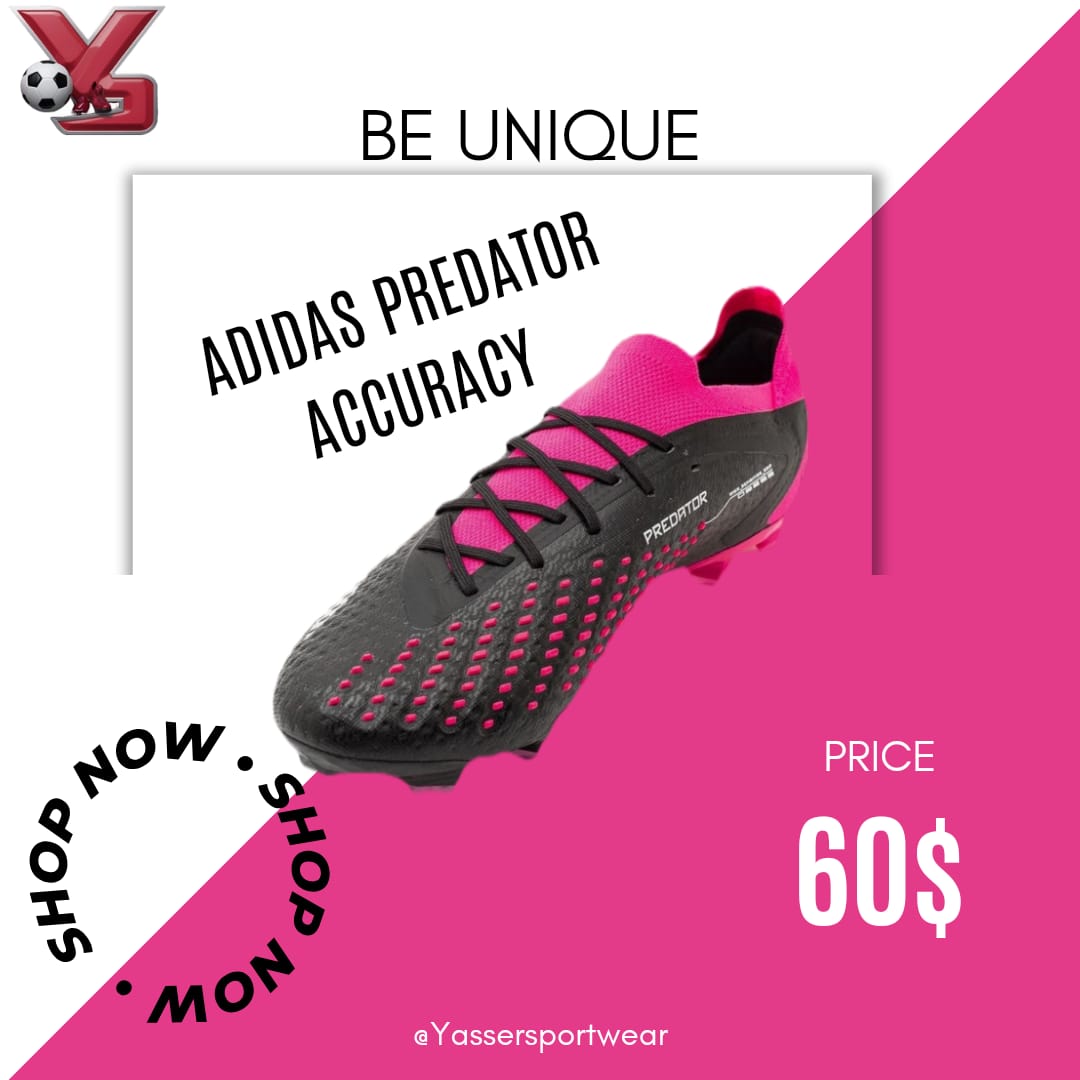 BE UNIQUE
ADIDAS PREDATOR
ACCURACY
PREDATOR
SHOP NOW • SHOP NOW •
PRICE
60$
@Yassersportwear